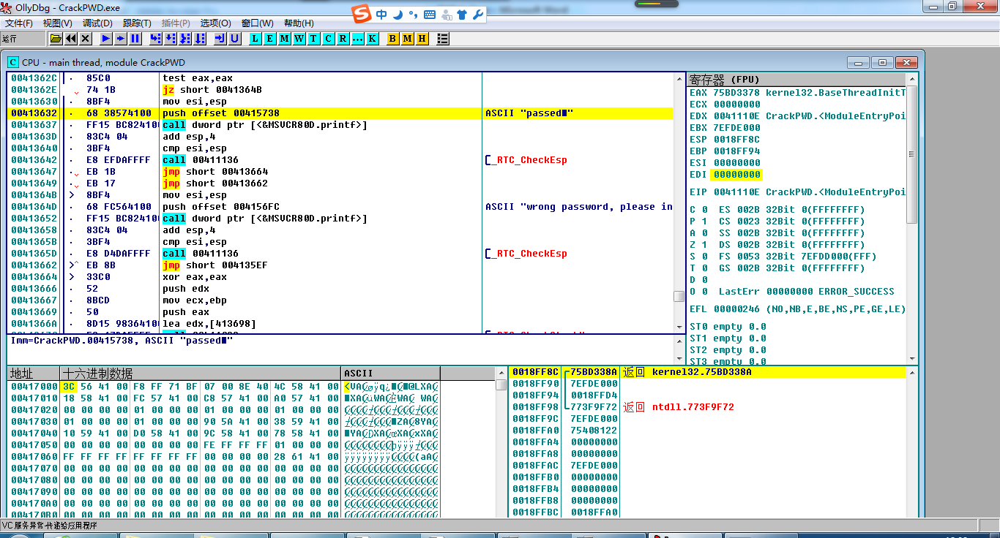 OllyDbg - CrackPWD.exe
中
文件(F) 视图(V) 调试(D) 跟踪(T) 插件(P) 选项(O) 窗口(W) 帮助(H)
运行 L E M W T C R ... K B M H
C CPU - main thread, module CrackPWD
0041362C · 85C0 test eax,eax
0041362E · 74 1B jz short 0041364B
00413630 · 8BF4 mov esi,esp
00413632 · 68 38574100 push offset 00415738 ASCII "passed■"
00413637 · FF15 BC824100 call dword ptr [<&MSVCR80D.printf>]
0041363D · 83C4 04 add esp,4
00413640 · 3BF4 cmp esi,esp
00413642 · E8 EFDAFFFF call 00411136 [_RTC_CheckEsp
00413647 · EB 1B jmp short 00413664
00413649 · EB 17 jmp short 00413662
0041364B > 8BF4 mov esi,esp
0041364D · 68 FC564100 push offset 004156FC ASCII "wrong password, please in
00413652 · FF15 BC824100 call dword ptr [<&MSVCR80D.printf>]
00413658 · 83C4 04 add esp,4
0041365B · 3BF4 cmp esi,esp
0041365D · E8 D4DAFFFF call 00411136 [_RTC_CheckEsp
00413662 >^ EB 8B jmp short 004135EF
00413664 > 33C0 xor eax,eax
00413666 · 52 push edx
00413667 · 8BCD mov ecx,ebp
00413669 · 50 push eax
0041366A · 8D15 98364100 lea edx,[413698]
Imm=CrackPWD.00415738, ASCII "passed■"
寄存器 (FPU)
EAX 75BD3378 kernel32.BaseThreadInitT
ECX 00000000
EDX 0041110E CrackPWD.<ModuleEntryPoi
EBX 7EFDE000
ESP 0018FF8C
EBP 0018FF94
ESI 00000000
EDI 00000000
EIP 0041110E CrackPWD.<ModuleEntryPoi
C 0 ES 002B 32Bit 0(FFFFFFFF)
P 1 CS 0023 32Bit 0(FFFFFFFF)
A 0 SS 002B 32Bit 0(FFFFFFFF)
Z 1 DS 002B 32Bit 0(FFFFFFFF)
S 0 FS 0053 32Bit 7EFDD000(FFF)
T 0 GS 002B 32Bit 0(FFFFFFFF)
D 0
O 0 LastErr 00000000 ERROR_SUCCESS
EFL 00000246 (NO,NB,E,BE,NS,PE,GE,LE)
ST0 empty 0.0
ST1 empty 0.0
ST2 empty 0.0
ST3 empty 0.0
地址 十六进制数据 ASCII
00417000 3C 56 41 00 F8 FF 71 BF 07 00 8E 40 4C 58 41 00
00417010 18 58 41 00 FC 57 41 00 C8 57 41 00 A0 57 41 00
00417020 00 00 00 00 01 00 00 00 01 00 00 00 01 00 00 00
00417030 01 00 00 00 01 00 00 00 90 5A 41 00 38 59 41 00
00417040 10 59 41 00 D0 58 41 00 9C 58 41 00 78 58 41 00
00417050 00 00 00 00 00 00 00 00 FE FF FF FF 01 00 00 00
00417060 FF FF FF FF FF FF FF FF 00 00 00 00 28 61 41 00
00417070 00 00 00 00 00 00 00 00 00 00 00 00 00 00 00 00
00417080 00 00 00 00 00 00 00 00 00 00 00 00 00 00 00 00
00417090 00 00 00 00 00 00 00 00 00 00 00 00 00 00 00 00
004170A0 00 00 00 00 00 00 00 00 00 00 00 00 00 00 00 00
004170B0 00 00 00 00 00 00 00 00 00 00 00 00 00 00 00 00
0018FF8C 75BD338A 返回 kernel32.75BD338A
0018FF90 7EFDE000
0018FF94 0018FFD4
0018FF98 773F9F72 返回 ntdll.773F9F72
0018FF9C 7EFDE000
0018FFA0 75408122
0018FFA4 00000000
0018FFA8 00000000
0018FFAC 7EFDE000
0018FFB0 00000000
0018FFB4 00000000
0018FFB8 00000000
0018FFBC 0018FFA0
VC 服务异常-传递给应用程序